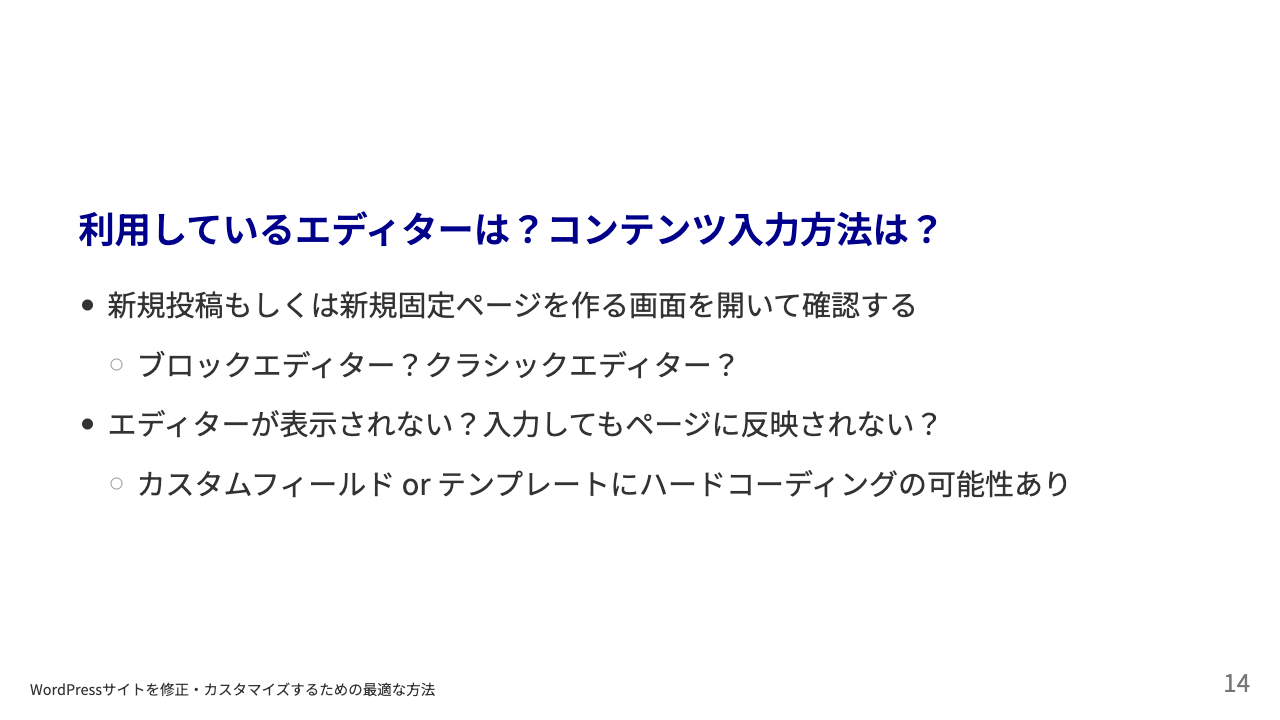 利用しているエディターは？コンテンツ入力方法は？
新規投稿もしくは新規固定ページを作る画面を開いて確認する
ブロックエディター？クラシックエディター？
エディターが表示されない？入力してもページに反映されない？
カスタムフィールド or テンプレートにハードコーディングの可能性あり
WordPressサイトを修正・カスタマイズするための最適な方法
14